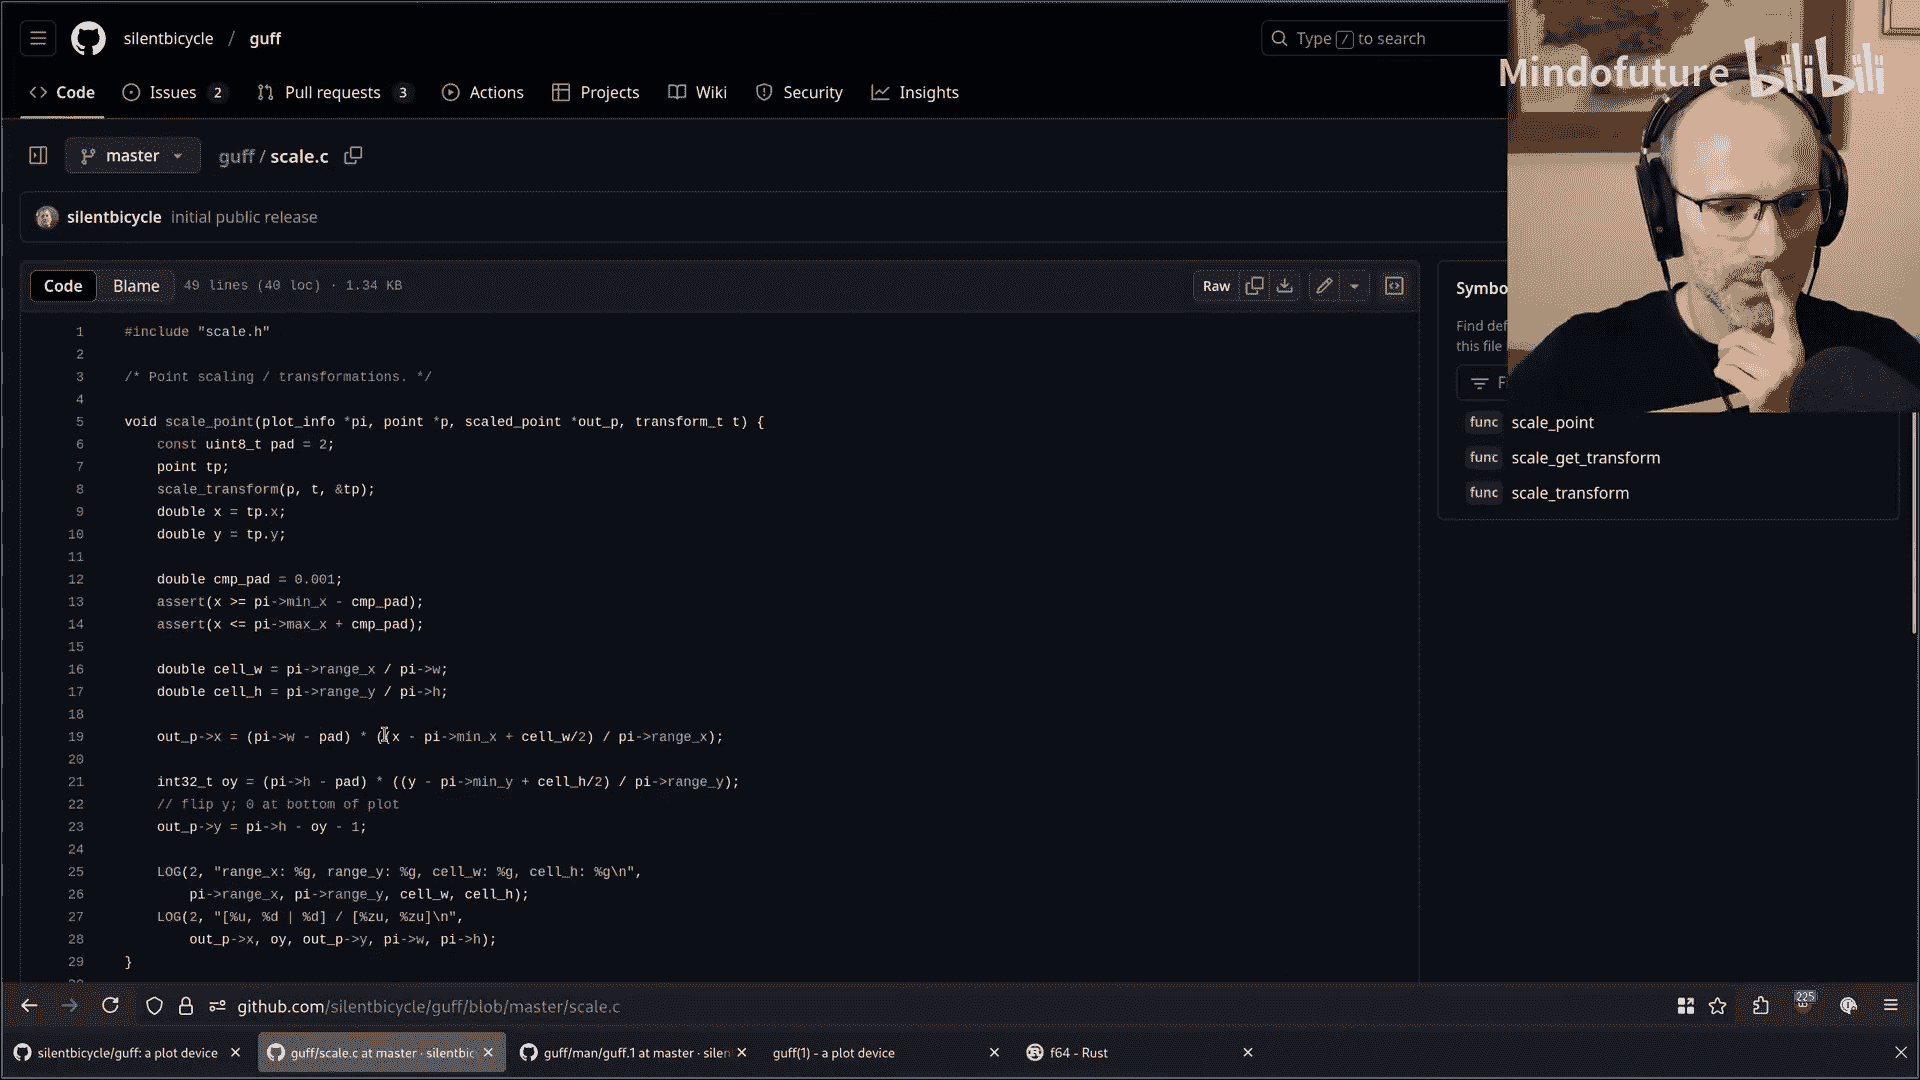 silentbicycle / guff
Type / to search
Mindofuture bilibili
Code Issues 2 Pull requests 3 Actions Projects Wiki Security Insights
master guff / scale.c
silentbicycle initial public release
Code Blame 49 lines (40 loc) · 1.34 KB Raw
Symbo
Find def
this file
F
func scale_point
func scale_get_transform
func scale_transform
1 #include "scale.h"
2
3 /* Point scaling / transformations. */
4
5 void scale_point(plot_info *pi, point *p, scaled_point *out_p, transform_t t) {
6 const uint8_t pad = 2;
7 point tp;
8 scale_transform(p, t, &tp);
9 double x = tp.x;
10 double y = tp.y;
11
12 double cmp_pad = 0.001;
13 assert(x >= pi->min_x - cmp_pad);
14 assert(x <= pi->max_x + cmp_pad);
15
16 double cell_w = pi->range_x / pi->w;
17 double cell_h = pi->range_y / pi->h;
18
19 out_p->x = (pi->w - pad) * ((x - pi->min_x + cell_w/2) / pi->range_x);
20
21 int32_t oy = (pi->h - pad) * ((y - pi->min_y + cell_h/2) / pi->range_y);
22 // flip y; 0 at bottom of plot
23 out_p->y = pi->h - oy - 1;
24
25 LOG(2, "range_x: %g, range_y: %g, cell_w: %g, cell_h: %g\n",
26 pi->range_x, pi->range_y, cell_w, cell_h);
27 LOG(2, "[%u, %d | %d] / [%zu, %zu]\n",
28 out_p->x, oy, out_p->y, pi->w, pi->h);
29 }
github.com/silentbicycle/guff/blob/master/scale.c 225
silentbicycle/guff: a plot device guff/scale.c at master · silentbic guff/man/guff.1 at master · silen guff(1) - a plot device f64 - Rust